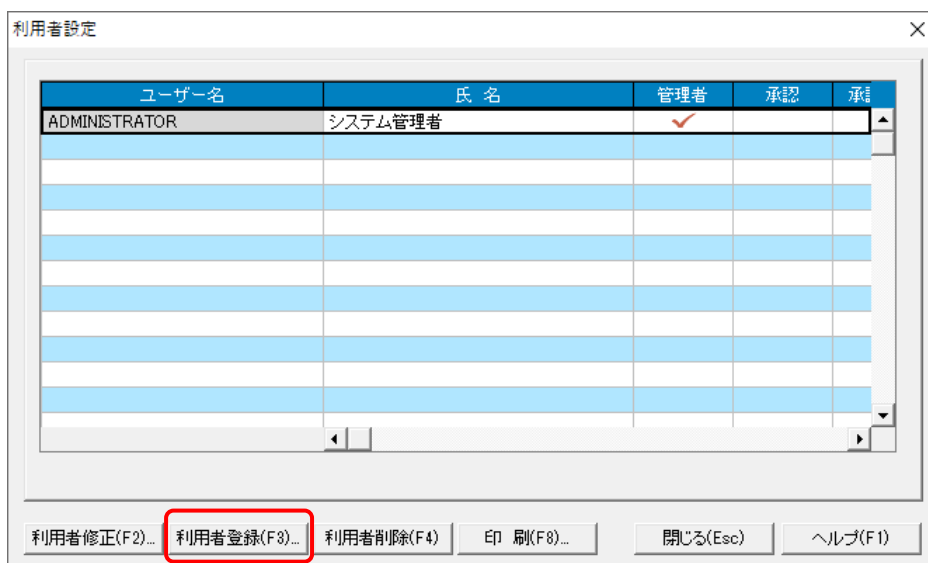 利用者設定
ユーザー名 氏 名 管理者 承認 承
ADMINISTRATOR システム管理者
利用者修正(F2)... 利用者登録(F3)... 利用者削除(F4) 印 刷(F8)... 閉じる(Esc) ヘルプ(F1)